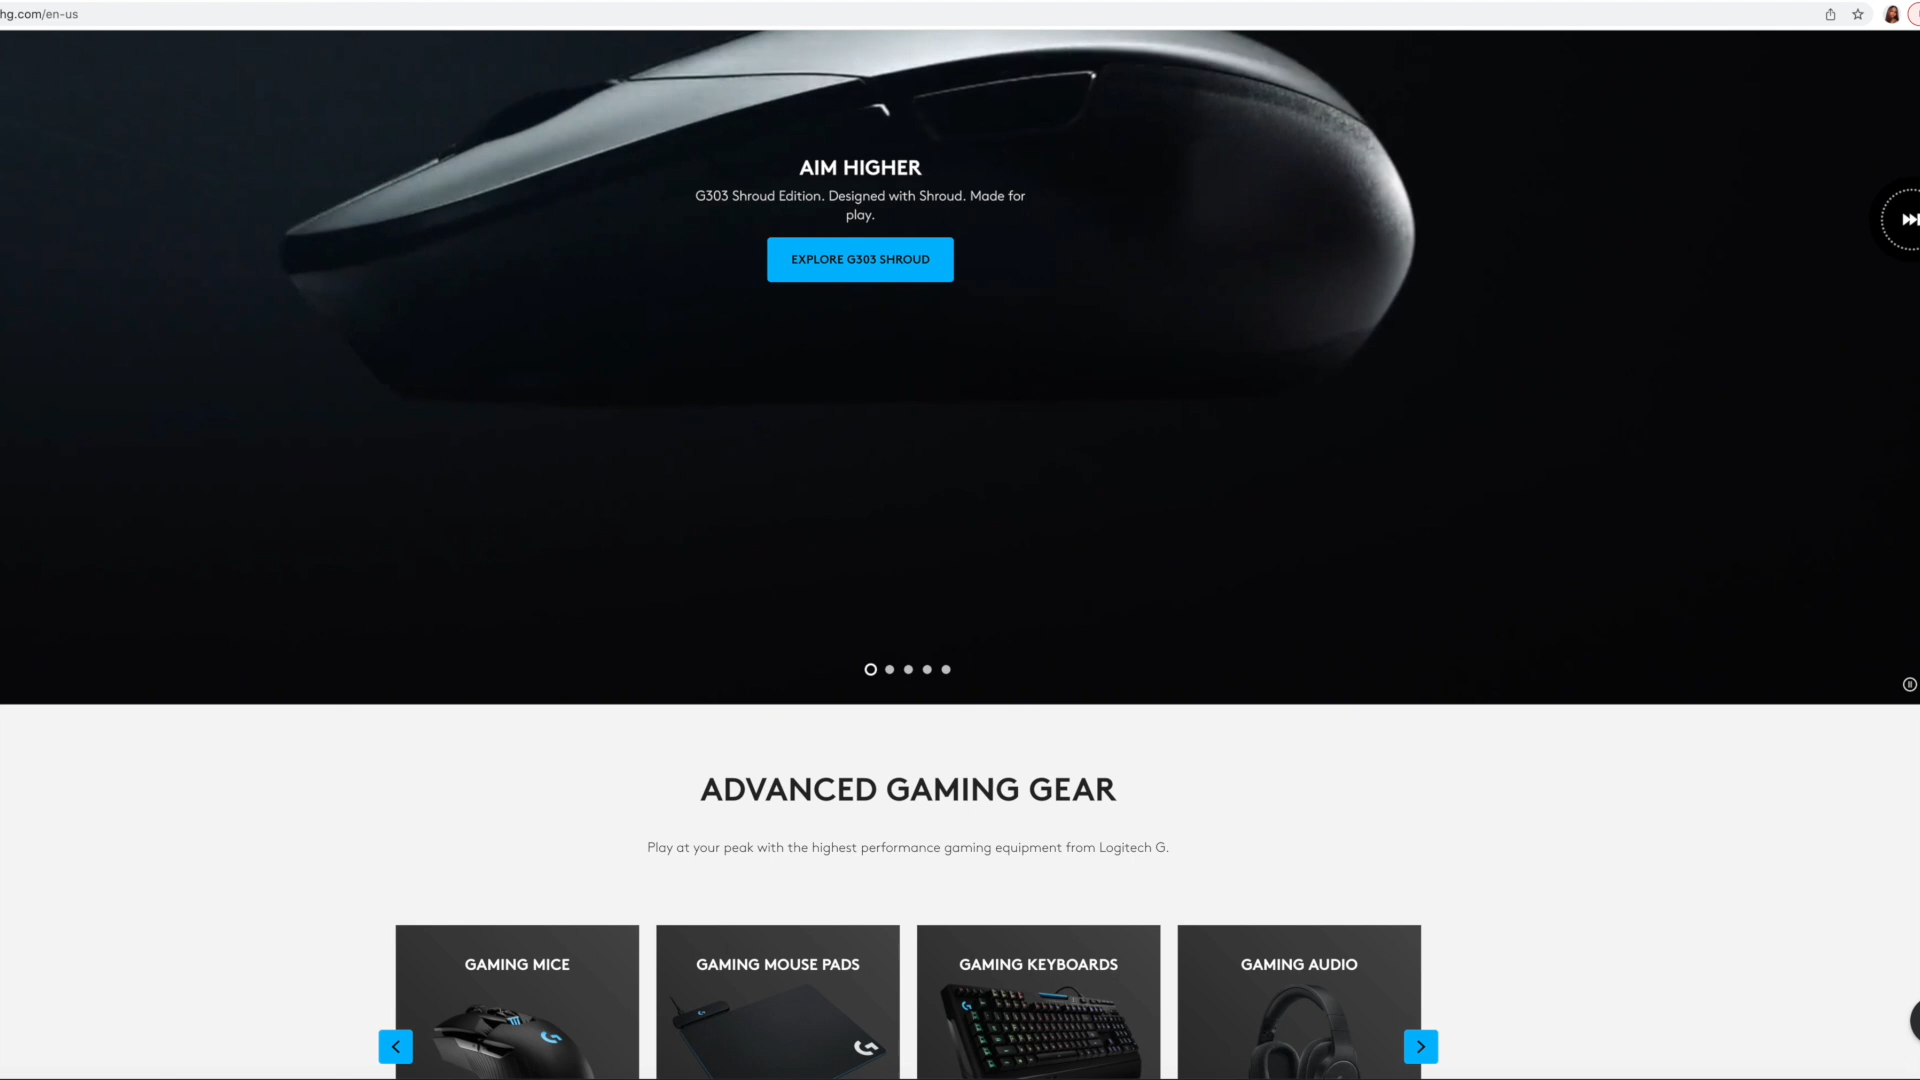 hg.com/en-us
AIM HIGHER
G303 Shroud Edition. Designed with Shroud. Made for
play.
EXPLORE G303 SHROUD
ADVANCED GAMING GEAR
Play at your peak with the highest performance gaming equipment from Logitech G.
GAMING MICE
GAMING MOUSE PADS
GAMING KEYBOARDS
GAMING AUDIO